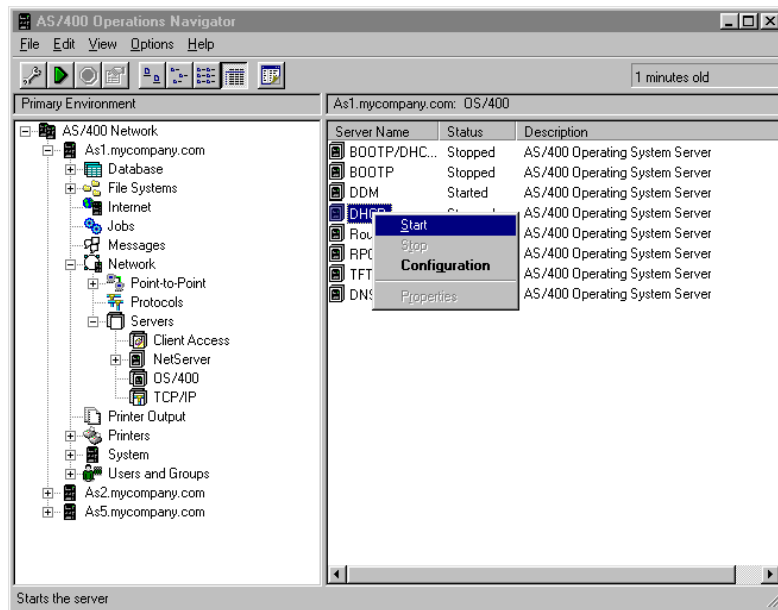 AS/400 Operations Navigator
File Edit View Options Help
1 minutes old
Primary Environment
As1.mycompany.com: OS/400
AS/400 Network
As1.mycompany.com
Database
File Systems
Internet
Jobs
Messages
Network
Point-to-Point
Protocols
Servers
Client Access
NetServer
OS/400
TCP/IP
Printer Output
Printers
System
Users and Groups
As2.mycompany.com
As5.mycompany.com
Server Name Status Description
BOOTP/DHC... Stopped AS/400 Operating System Server
BOOTP Stopped AS/400 Operating System Server
DDM Started AS/400 Operating System Server
DHCP AS/400 Operating System Server
Rou AS/400 Operating System Server
RPC AS/400 Operating System Server
TFT AS/400 Operating System Server
DNS AS/400 Operating System Server
Start
Stop
Configuration
Properties
Starts the server